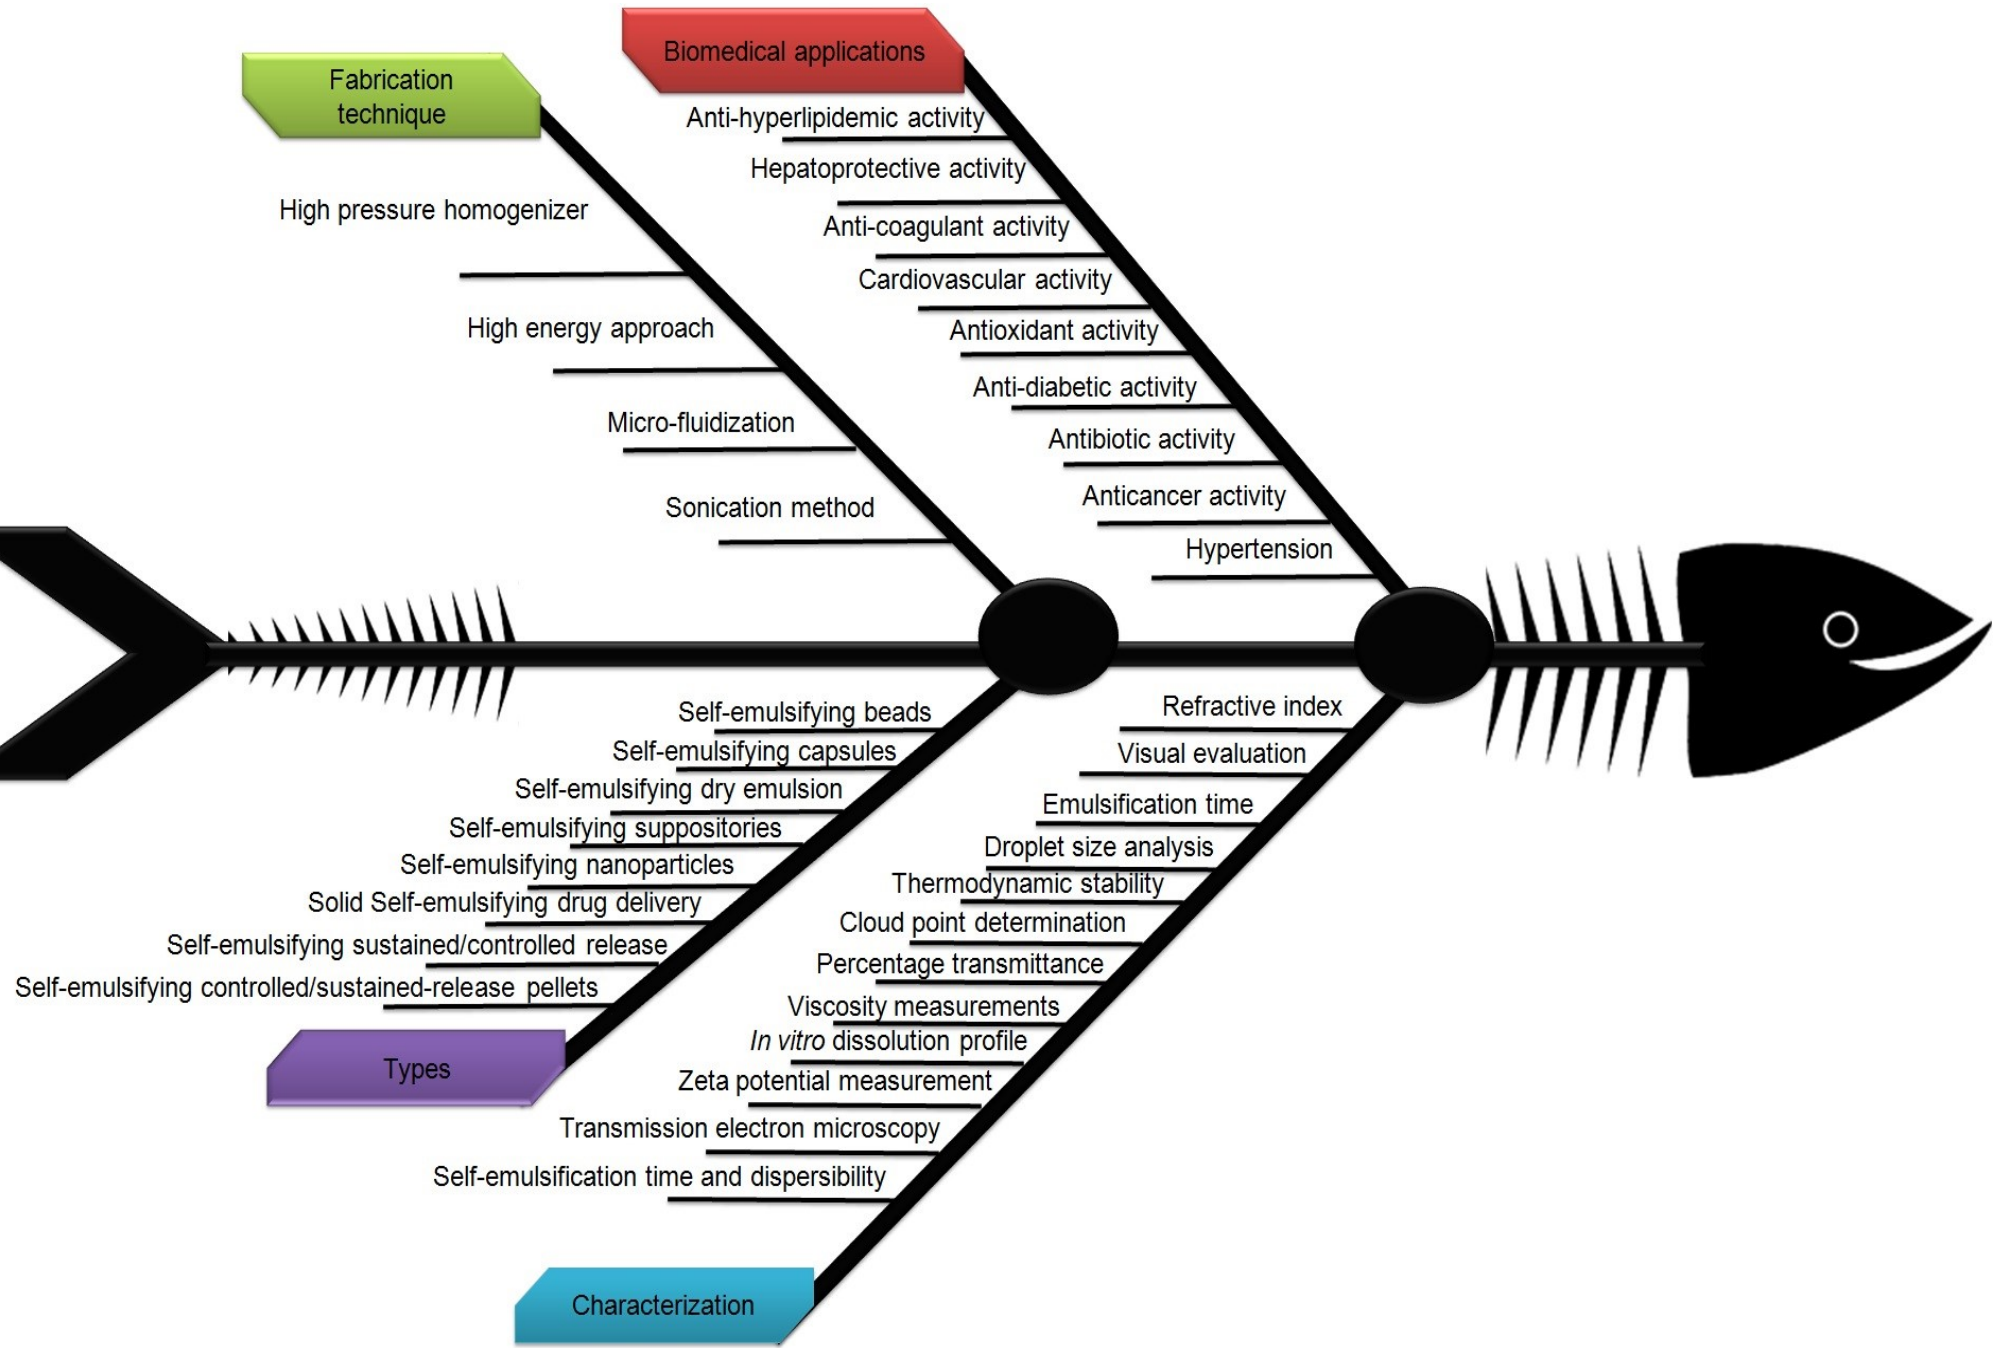 Fabrication
technique
High pressure homogenizer
High energy approach
Micro-fluidization
Sonication method
Biomedical applications
Anti-hyperlipidemic activity
Hepatoprotective activity
Anti-coagulant activity
Cardiovascular activity
Antioxidant activity
Anti-diabetic activity
Antibiotic activity
Anticancer activity
Hypertension
Self-emulsifying beads
Self-emulsifying capsules
Self-emulsifying dry emulsion
Self-emulsifying suppositories
Self-emulsifying nanoparticles
Solid Self-emulsifying drug delivery
Self-emulsifying sustained/controlled release
Self-emulsifying controlled/sustained-release pellets
Types
Refractive index
Visual evaluation
Emulsification time
Droplet size analysis
Thermodynamic stability
Cloud point determination
Percentage transmittance
Viscosity measurements
In vitro dissolution profile
Zeta potential measurement
Transmission electron microscopy
Self-emulsification time and dispersibility
Characterization